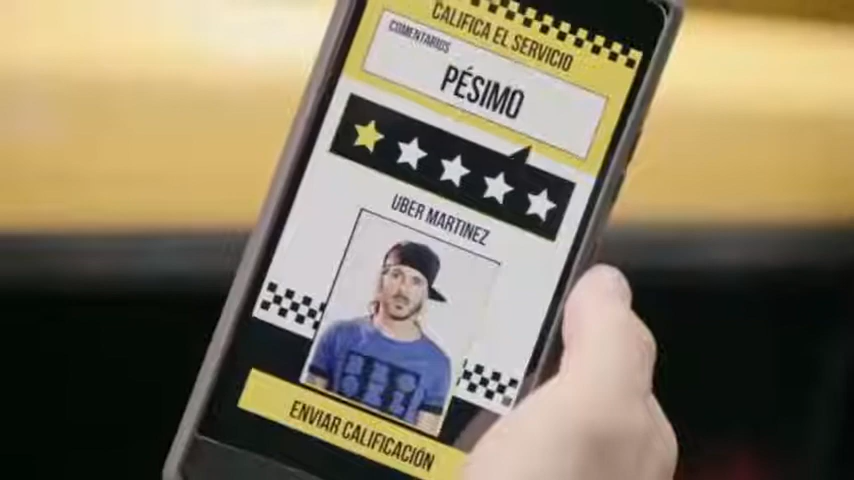 CALIFICA EL SERVICIO
COMENTARIOS
PÉSIMO
UBER MARTINEZ
ENVIAR CALIFICACIÓN